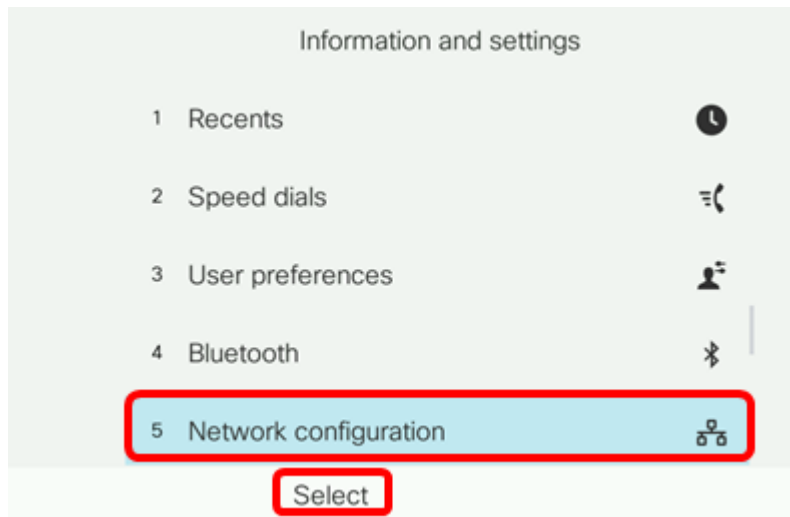 Information and settings
1 Recents
2 Speed dials
3 User preferences
4 Bluetooth
5 Network configuration
Select